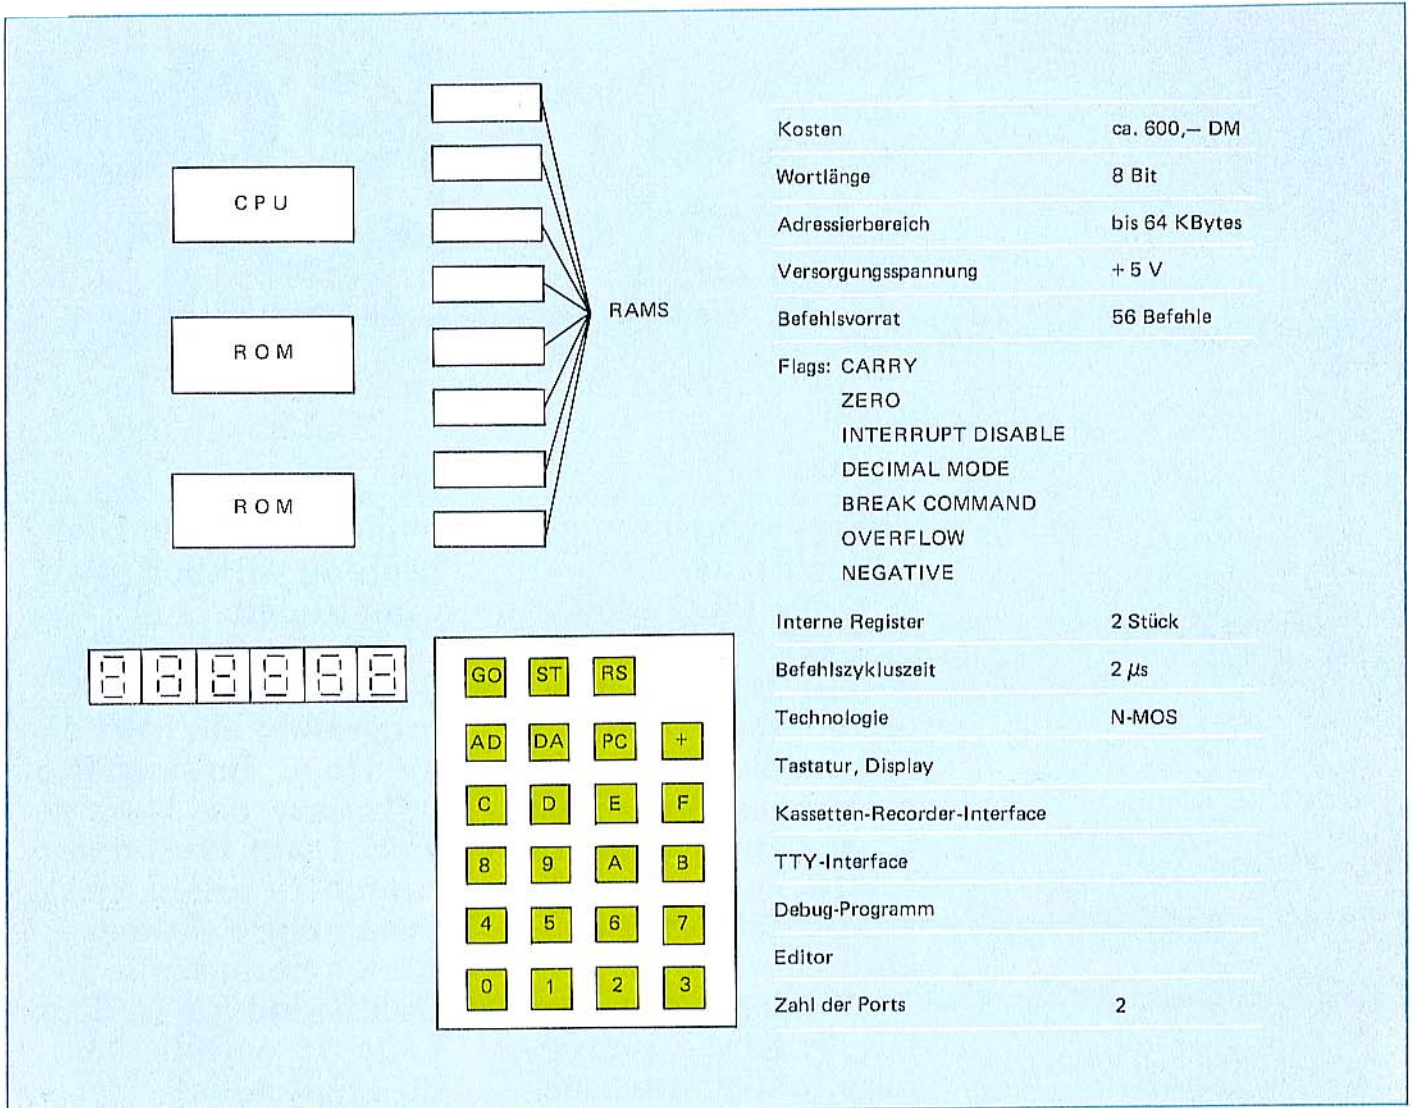 CPU
ROM
ROM
RAMS
GO ST RS
AD DA PC +
C D E F
8 9 A B
4 5 6 7
0 1 2 3
Kosten ca. 600,— DM
Wortlänge 8 Bit
Adressierbereich bis 64 KBytes
Versorgungsspannung + 5 V
Befehlsvorrat 56 Befehle
Flags: CARRY
ZERO
INTERRUPT DISABLE
DECIMAL MODE
BREAK COMMAND
OVERFLOW
NEGATIVE
Interne Register 2 Stück
Befehlszykluszeit 2 µs
Technologie N-MOS
Tastatur, Display
Kassetten-Recorder-Interface
TTY-Interface
Debug-Programm
Editor
Zahl der Ports 2